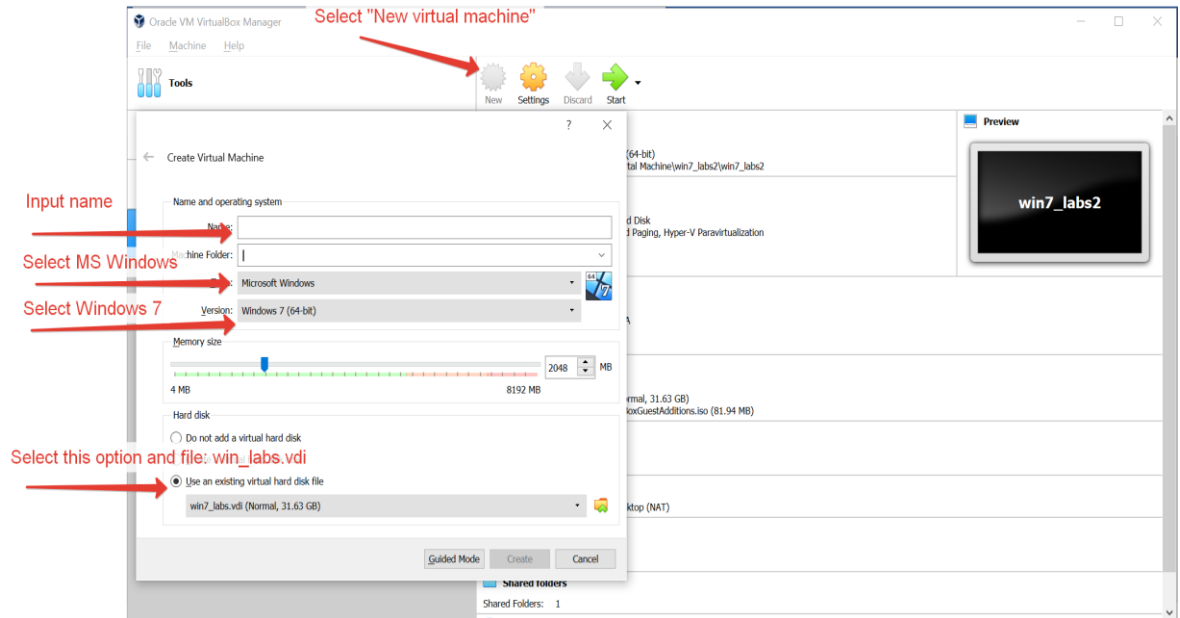 Select "New virtual machine"
Oracle VM VirtualBox Manager
File Machine Help
Tools
New Settings Discard Start
Preview
win7_labs2
? 
Create Virtual Machine
(64-bit)
tal Machine\win7_labs2\win7_labs2
Name and operating system
Input name
Name:
d Disk
d Paging, Hyper-V Paravirtualization
Machine Folder:
Select MS Windows
Microsoft Windows
64
7
Select Windows 7
Version: Windows 7 (64-bit)
A
Memory size
2048 MB
4 MB 8192 MB
rmal, 31.63 GB)
oxGuestAdditions.iso (81.94 MB)
Hard disk
Do not add a virtual hard disk
Select this option and file: win_labs.vdi
Use an existing virtual hard disk file
win7_labs.vdi (Normal, 31.63 GB)
ktop (NAT)
Guided Mode Create Cancel
Shared folders
Shared Folders: 1